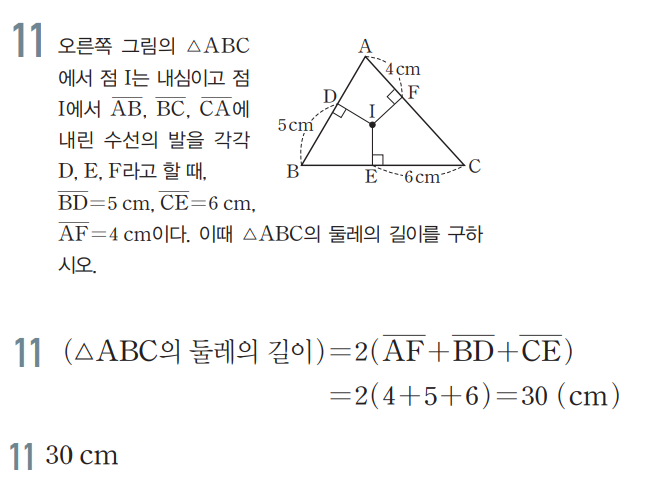 11 오른쪽 그림의 △ABC
에서 점 I는 내심이고 점
I에서 AB, BC, CA에
내린 수선의 발을 각각
D, E, F라고 할 때,
BD=5 cm, CE=6 cm,
AF=4 cm이다. 이때 △ABC의 둘레의 길이를 구하
시오.
A
4 cm
D
F
I
5 cm
B
E
6 cm
C
11 (△ABC의 둘레의 길이)=2(AF+BD+CE)
=2(4+5+6)=30 (cm)
11 30 cm